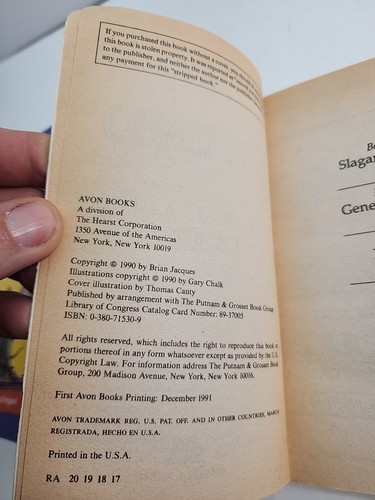 If you purchased this book without a cover, you should
this book is stolen property. It was reported as "unsold
to the publisher, and neither the author nor the publisher
any payment for this "stripped book."
AVON BOOKS
A division of
The Hearst Corporation
1350 Avenue of the Americas
New York, New York 10019
Copyright © 1990 by Brian Jacques
Illustrations copyright © 1990 by Gary Chalk
Cover illustration by Thomas Canty
Published by arrangement with The Putnam & Grosset Book Group
Library of Congress Catalog Card Number: 89-37005
ISBN: 0-380-71530-9
All rights reserved, which includes the right to reproduce this book or
portions thereof in any form whatsoever except as provided by the U.S.
Copyright Law. For information address The Putnam & Grosset Book
Group, 200 Madison Avenue, New York, New York 10016.
First Avon Books Printing: December 1991
AVON TRADEMARK REG. U.S. PAT. OFF. AND IN OTHER COUNTRIES, MARCA
REGISTRADA, HECHO EN U.S.A.
Printed in the U.S.A.
RA 20 19 18 17
Slagar
Gene